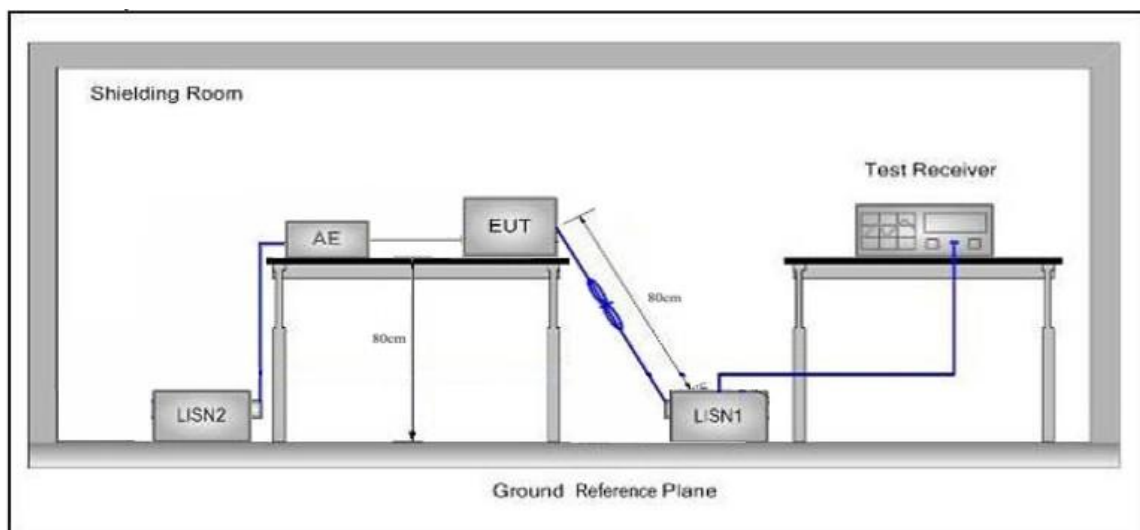 Shielding Room
Test Receiver
AE
EUT
80cm
80cm
LISN2
LISN1
Ground Reference Plane